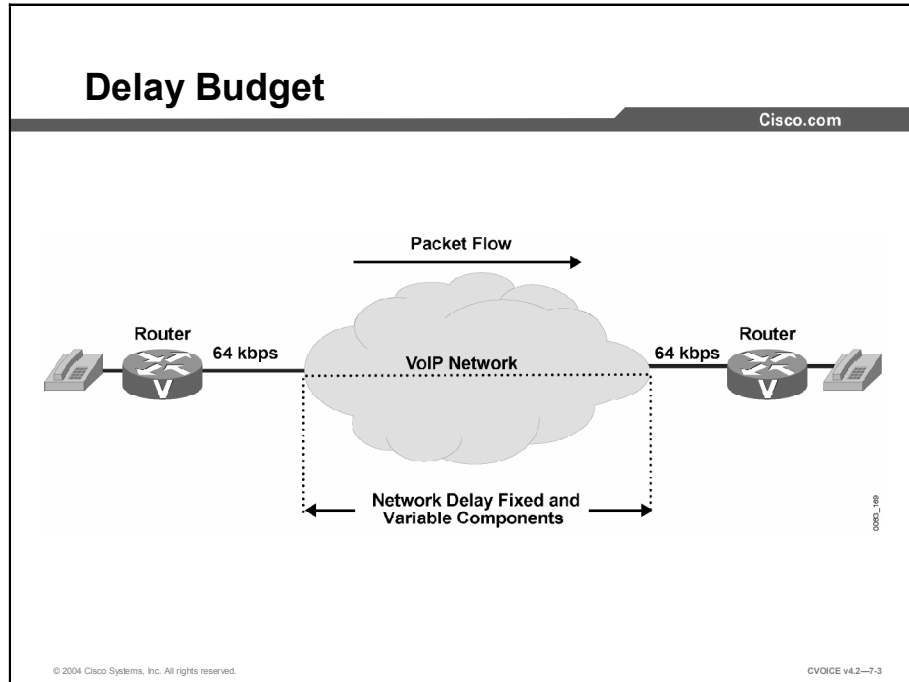 Delay Budget
Cisco.com
Packet Flow
Router
64 kbps
VoIP Network
64 kbps
Router
V
V
Network Delay Fixed and
Variable Components
0083_169
© 2004 Cisco Systems, Inc. All rights reserved.
CVOICE v4.2—7-3